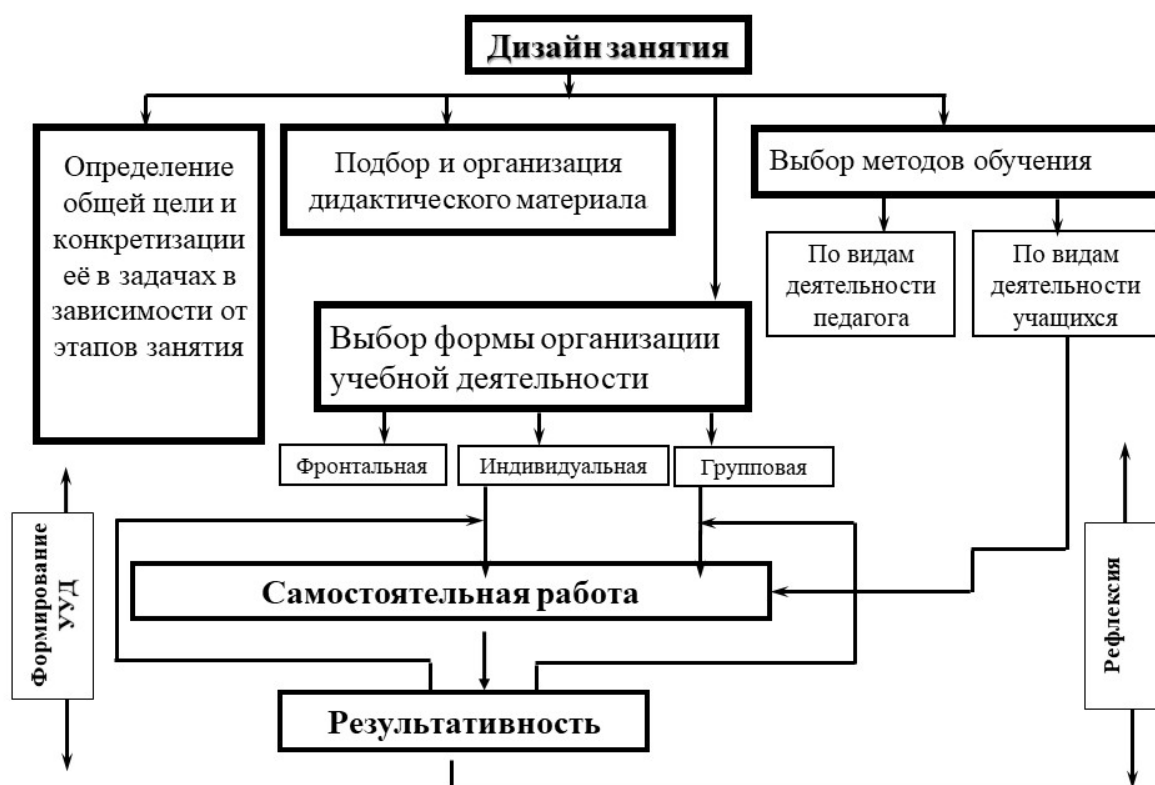 Дизайн занятия
Определение
общей цели и
конкретизации
её в задачах в
зависимости от
этапов занятия
Подбор и организация
дидактического материала
Выбор методов обучения
По видам
деятельности
педагога
По видам
деятельности
учащихся
Выбор формы организации
учебной деятельности
Фронтальная
Индивидуальная
Групповая
Формирование
УУД
Самостоятельная работа
Рефлексия
Результативность